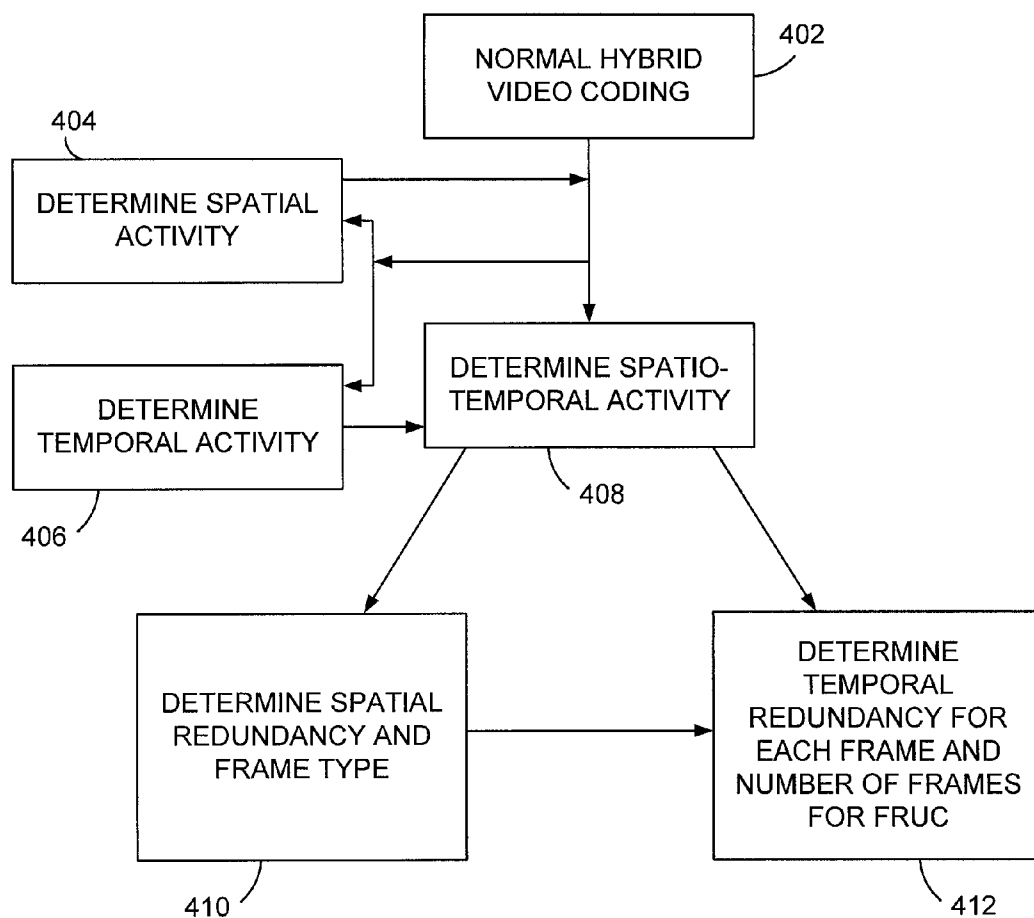 NORMAL HYBRID
VIDEO CODING
402
404
DETERMINE SPATIAL
ACTIVITY
DETERMINE SPATIO-
TEMPORAL ACTIVITY
408
DETERMINE
TEMPORAL ACTIVITY
406
DETERMINE SPATIAL
REDUNDANCY AND
FRAME TYPE
410
DETERMINE
TEMPORAL
REDUNDANCY FOR
EACH FRAME AND
NUMBER OF FRAMES
FOR FRUC
412